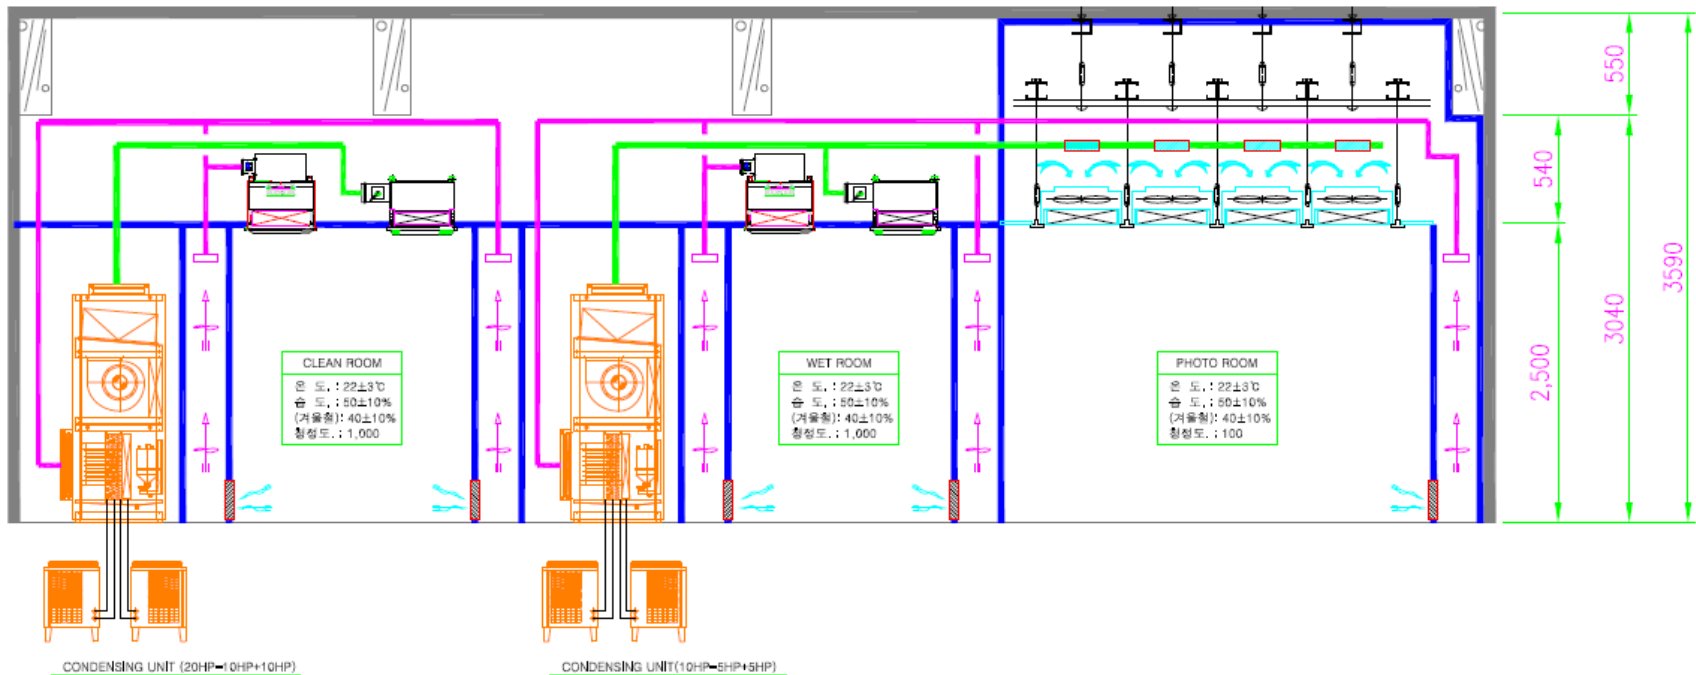 550
540
3590
3040
2,500
CLEAN ROOM
온 도. : 22±3℃
습 도. : 50±10%
(겨울철): 40±10%
청정도. : 1,000
WET ROOM
온 도. : 22±3℃
습 도. : 50±10%
(겨울철): 40±10%
청정도. : 1,000
PHOTO ROOM
온 도. : 22±3℃
습 도. : 50±10%
(겨울철): 40±10%
청정도. : 100
CONDENSING UNIT (20HP=10HP+10HP)
CONDENSING UNIT(10HP=5HP+5HP)